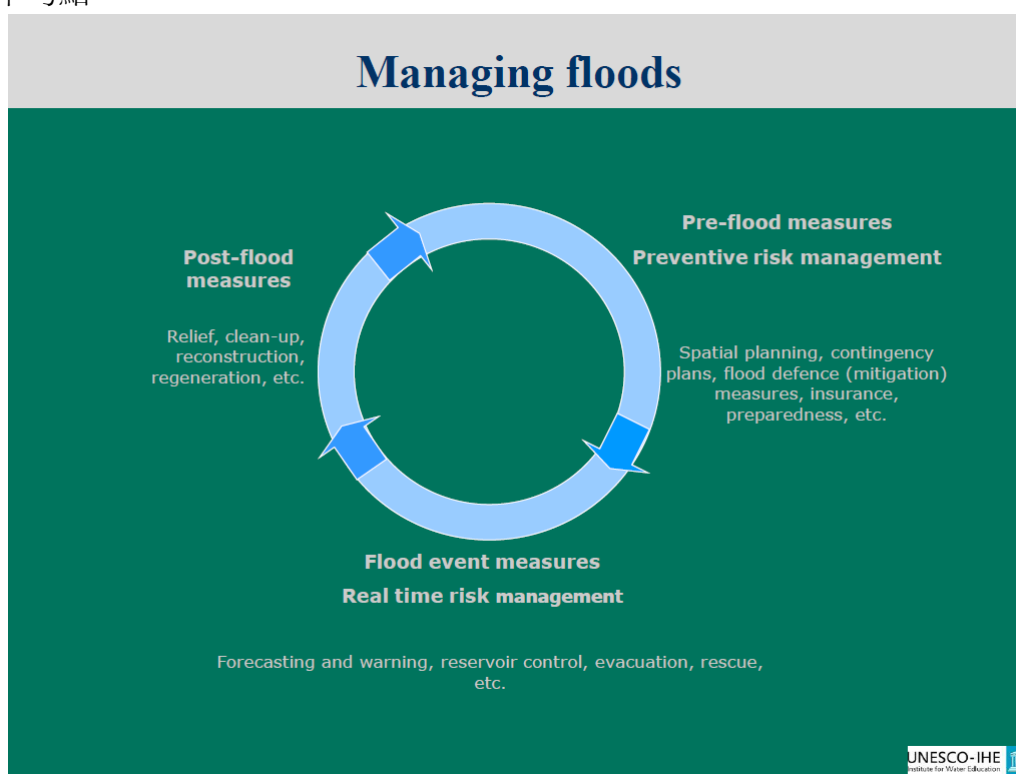 Managing floods
Pre-flood measures
Preventive risk management
Spatial planning, contingency
plans, flood defence (mitigation)
measures, insurance,
preparedness, etc.
Flood event measures
Real time risk management
Forecasting and warning, reservoir control, evacuation, rescue,
etc.
Post-flood
measures
Relief, clean-up,
reconstruction,
regeneration, etc.
UNESCO-IHE
Institute for Water Education